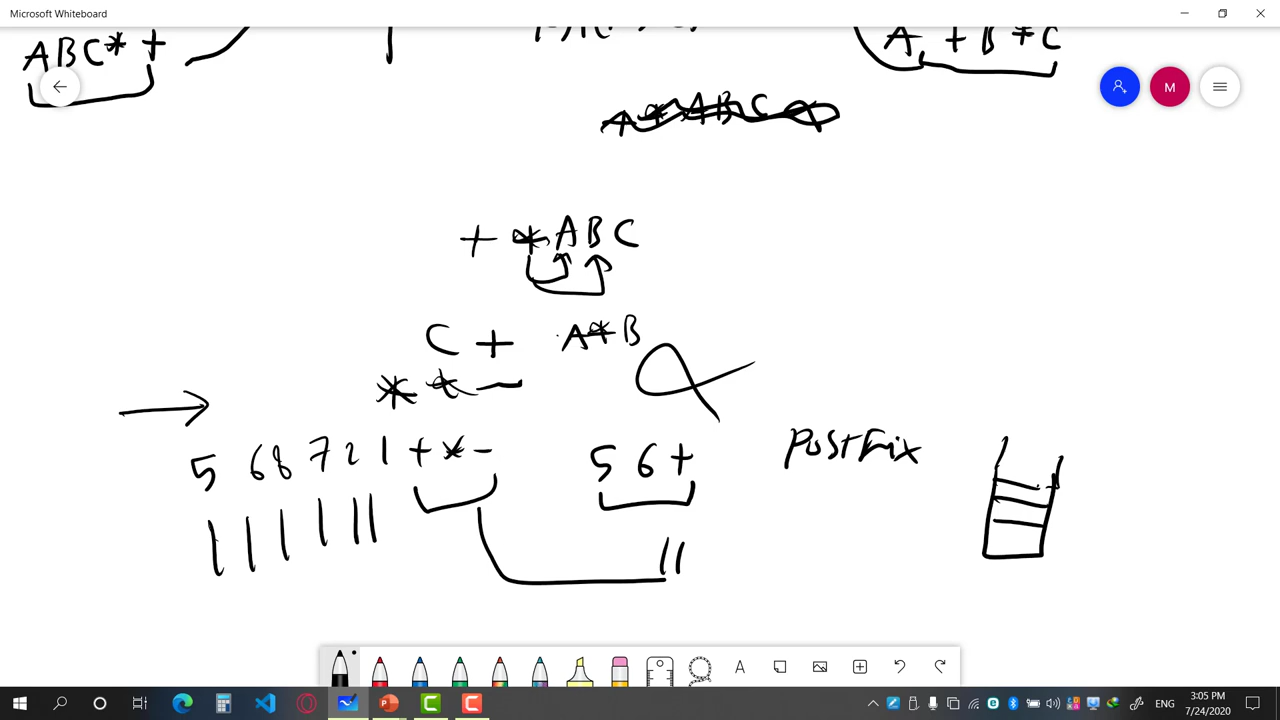 Microsoft Whiteboard
ABC* +
A + B * C
M
+ * A B C
C + A * B
* * -
5 6 8 7 2 1 + * - 5 6 + Postfix
A
ENG
3:05 PM
7/24/2020